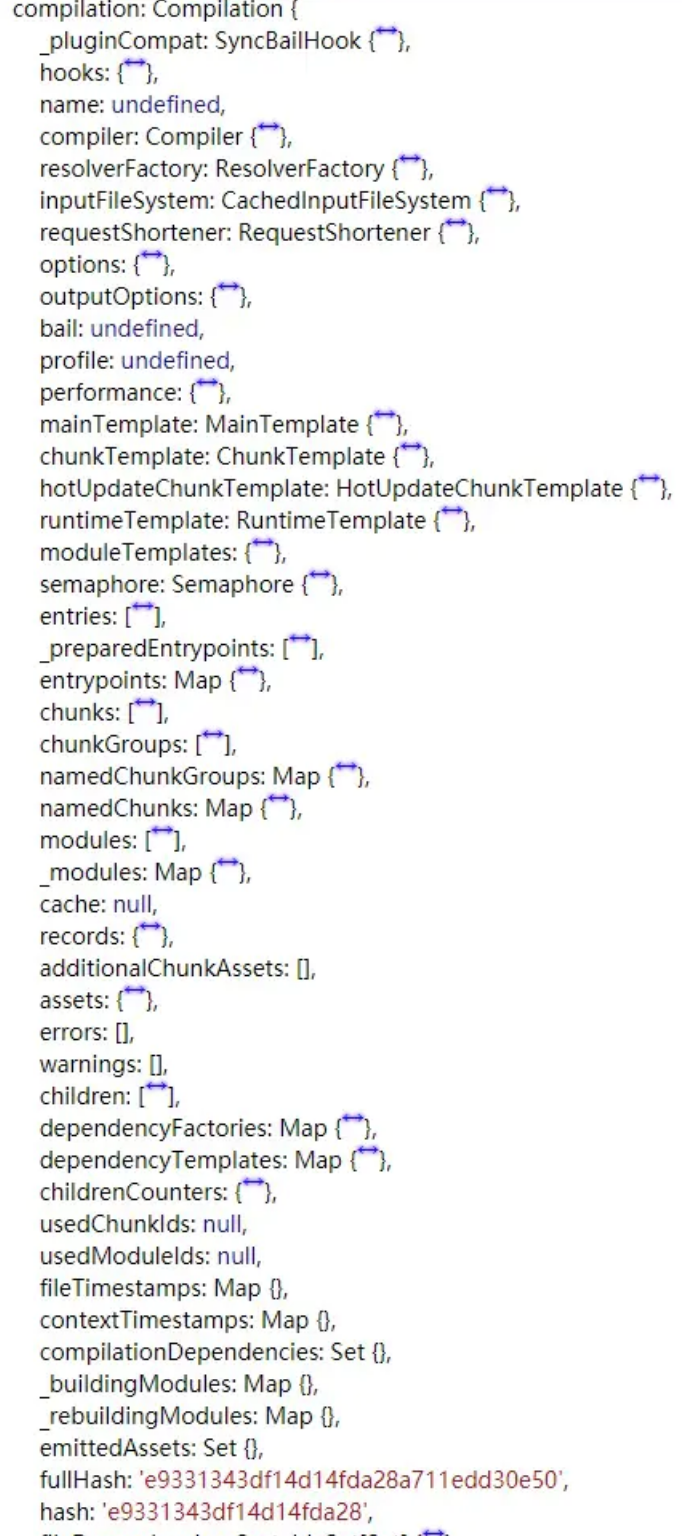 compilation: Compilation {
_pluginCompat: SyncBailHook {↔},
hooks: {↔},
name: undefined,
compiler: Compiler {↔},
resolverFactory: ResolverFactory {↔},
inputFileSystem: CachedInputFileSystem {↔},
requestShortener: RequestShortener {↔},
options: {↔},
outputOptions: {↔},
bail: undefined,
profile: undefined,
performance: {↔},
mainTemplate: MainTemplate {↔},
chunkTemplate: ChunkTemplate {↔},
hotUpdateChunkTemplate: HotUpdateChunkTemplate {↔},
runtimeTemplate: RuntimeTemplate {↔},
moduleTemplates: {↔},
semaphore: Semaphore {↔},
entries: [↔],
_preparedEntrypoints: [↔],
entrypoints: Map {↔},
chunks: [↔],
chunkGroups: [↔],
namedChunkGroups: Map {↔},
namedChunks: Map {↔},
modules: [↔],
_modules: Map {↔},
cache: null,
records: {↔},
additionalChunkAssets: [],
assets: {↔},
errors: [],
warnings: [],
children: [↔],
dependencyFactories: Map {↔},
dependencyTemplates: Map {↔},
childrenCounters: {↔},
usedChunkIds: null,
usedModuleIds: null,
fileTimestamps: Map {},
contextTimestamps: Map {},
compilationDependencies: Set {},
_buildingModules: Map {},
_rebuildingModules: Map {},
emittedAssets: Set {},
fullHash: 'e9331343df14d14fda28a711edd30e50',
hash: 'e9331343df14d14fda28',